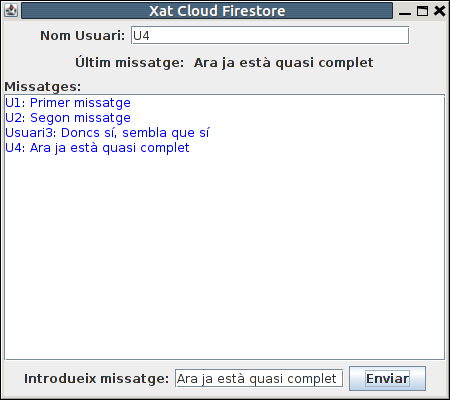 Xat Cloud Firestore
Nom Usuari: U4
Últim missatge: Ara ja està quasi complet
Missatges:
U1: Primer missatge
U2: Segon missatge
Usuari3: Doncs sí, sembla que sí
U4: Ara ja està quasi complet
Introdueix missatge: Ara ja està quasi complet Enviar